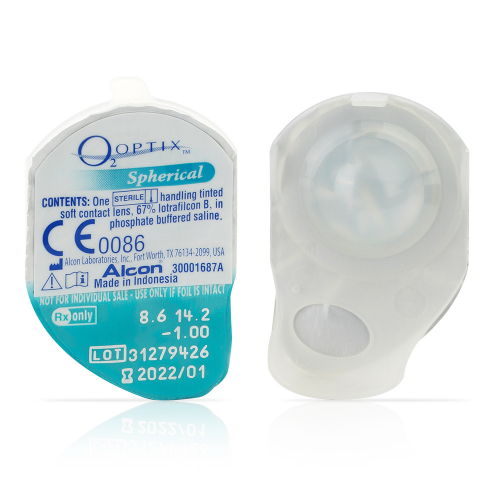 O2OPTIX™
Spherical
CONTENTS: One STERILE handling tinted
soft contact lens, 67% lotrafilcon B, in
phosphate buffered saline.
CE 0086
Alcon Laboratories, Inc., Fort Worth, TX 76134-2099, USA
Alcon® 30001687A
Made in Indonesia
NOT FOR INDIVIDUAL SALE - USE ONLY IF FOIL IS INTACT
Rx only
8.6 14.2
-1.00
LOT 31279426
2022/01